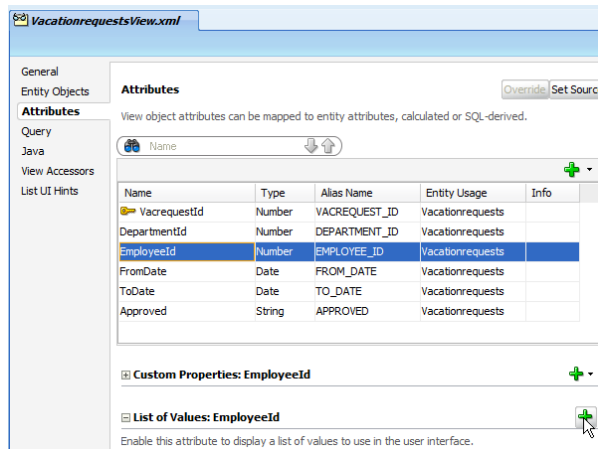 VacationrequestsView.xml
General
Entity Objects
Attributes
Query
Java
View Accessors
List UI Hints
Attributes Override Set Sourc
View object attributes can be mapped to entity attributes, calculated or SQL-derived.
Name
Name Type Alias Name Entity Usage Info
VacrequestId Number VACREQUEST_ID Vacationrequests
DepartmentId Number DEPARTMENT_ID Vacationrequests
EmployeeId Number EMPLOYEE_ID Vacationrequests
FromDate Date FROM_DATE Vacationrequests
ToDate Date TO_DATE Vacationrequests
Approved String APPROVED Vacationrequests
Custom Properties: EmployeeId
List of Values: EmployeeId
Enable this attribute to display a list of values to use in the user interface.